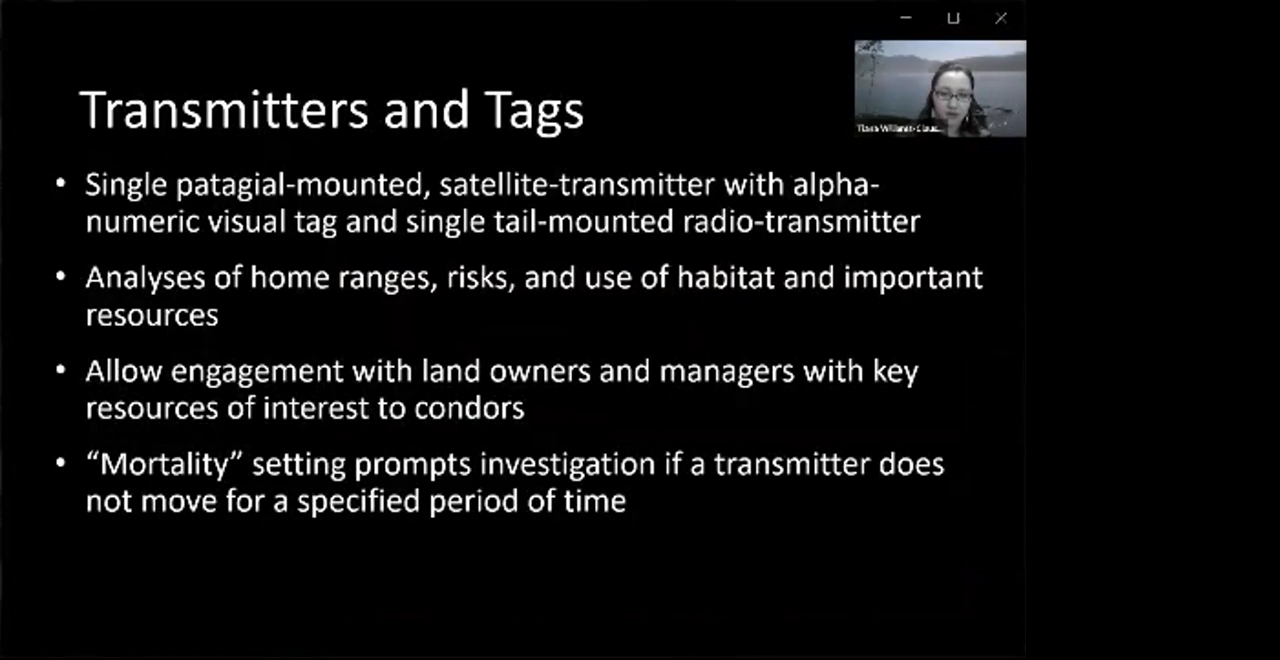 Transmitters and Tags
• Single patagial-mounted, satellite-transmitter with alpha-
numeric visual tag and single tail-mounted radio-transmitter
• Analyses of home ranges, risks, and use of habitat and important
resources
• Allow engagement with land owners and managers with key
resources of interest to condors
• “Mortality” setting prompts investigation if a transmitter does
not move for a specified period of time